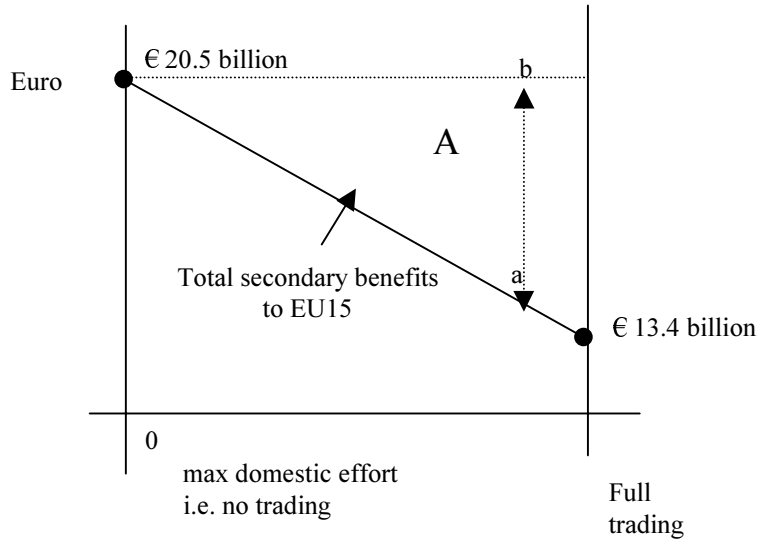 € 20.5 billion
b
Euro
A
a
Total secondary benefits
to EU15
€ 13.4 billion
0
max domestic effort
i.e. no trading
Full
trading